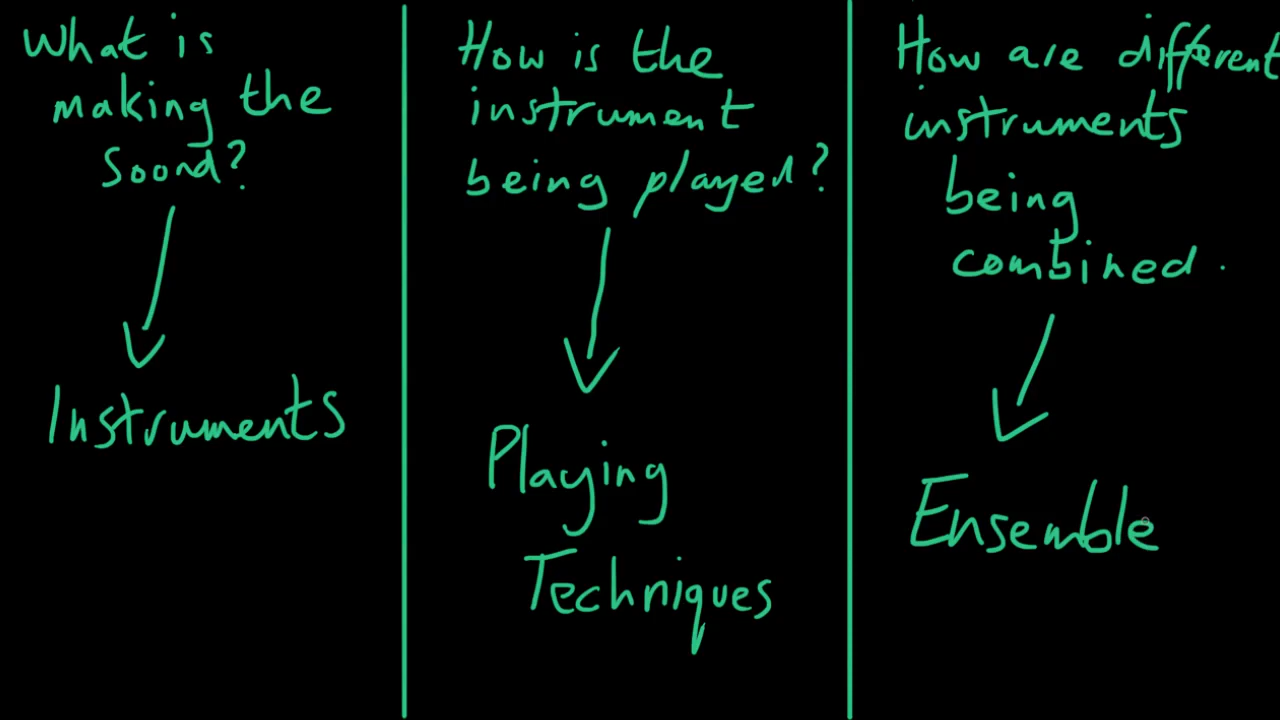 What is
making the
Sound?
Instruments
How is the
instrument
being played?
Playing
Techniques
How are different
instruments
being
combined.
Ensemble